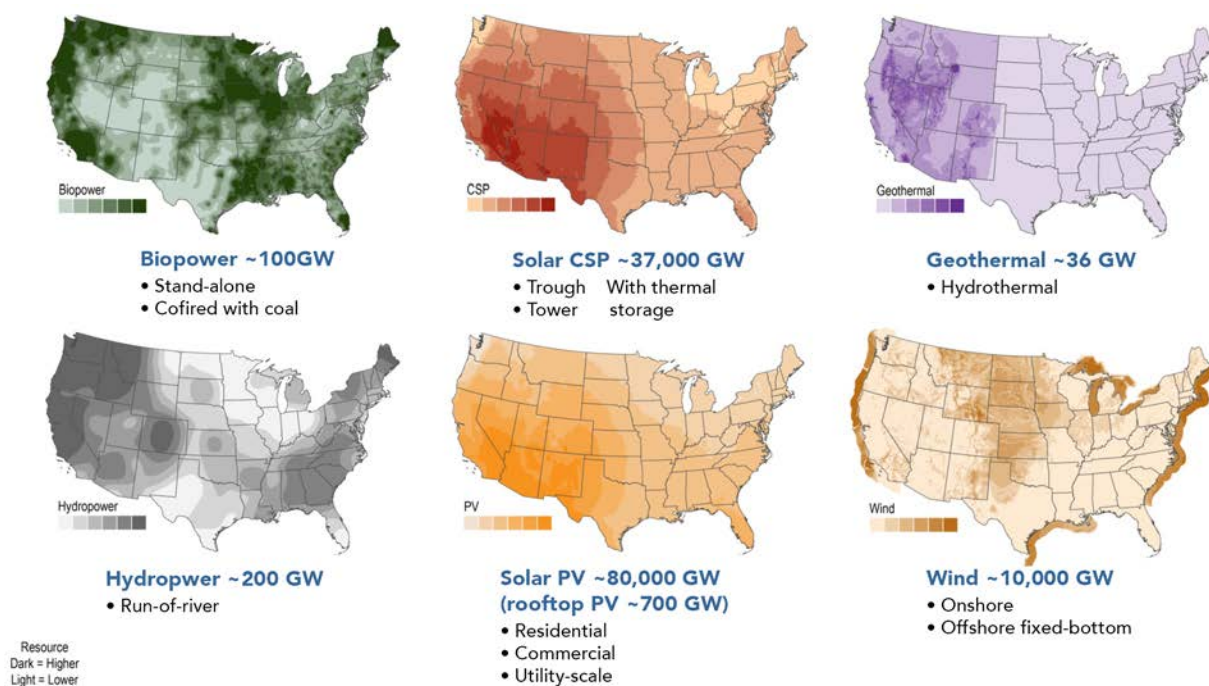 Biopower
Biopower ~100GW
• Stand-alone
• Cofired with coal
CSP
Solar CSP ~37,000 GW
• Trough With thermal
• Tower storage
Geothermal
Geothermal ~36 GW
• Hydrothermal
Hydropower
Hydropwer ~200 GW
• Run-of-river
PV
Solar PV ~80,000 GW
(rooftop PV ~700 GW)
• Residential
• Commercial
• Utility-scale
Wind
Wind ~10,000 GW
• Onshore
• Offshore fixed-bottom
Resource
Dark = Higher
Light = Lower